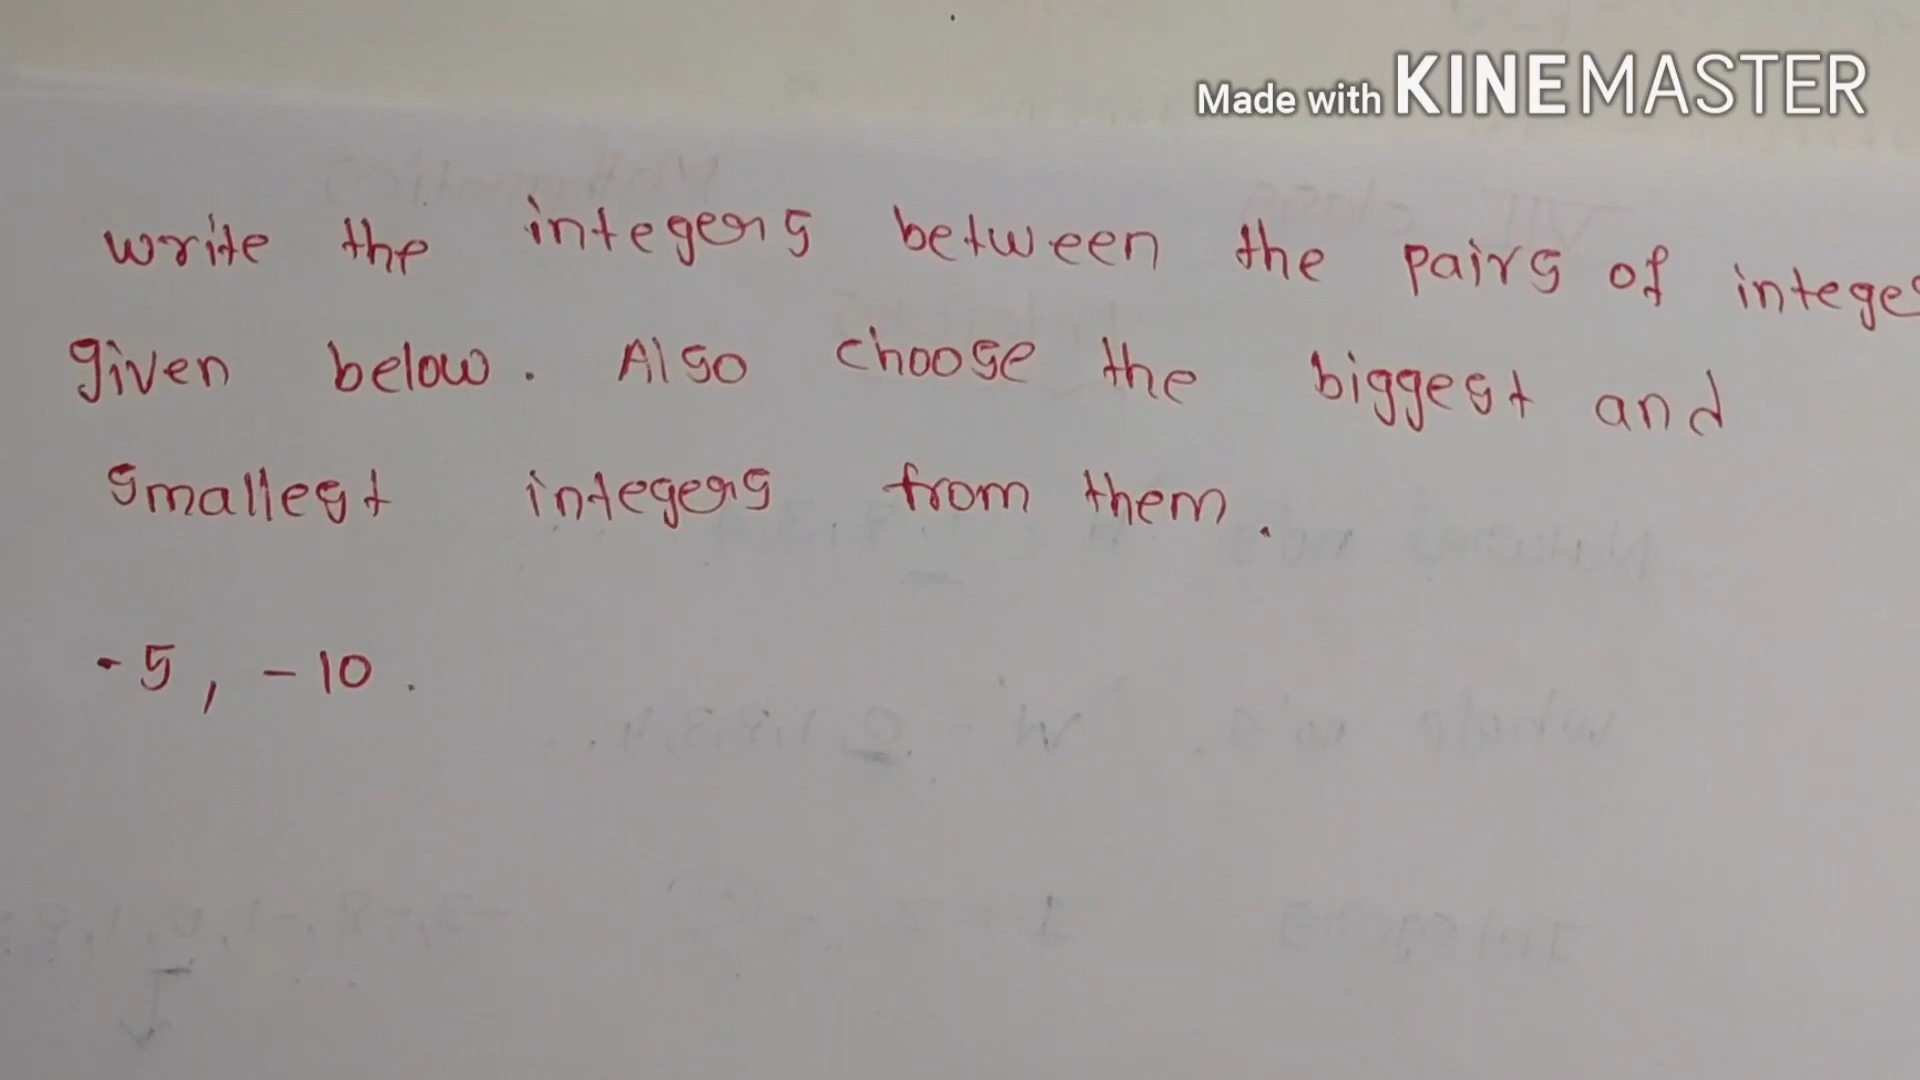 Made with KINEMASTER
write the integers between the pairs of intege
given below. Also choose the biggest and
smallest integers from them.
-5, -10.